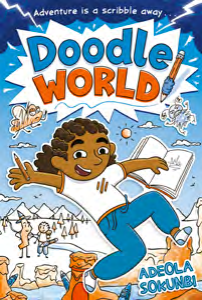 Adventure is a scribble away...
Doodle
WORLD
ADEOLA
SOKUNBI